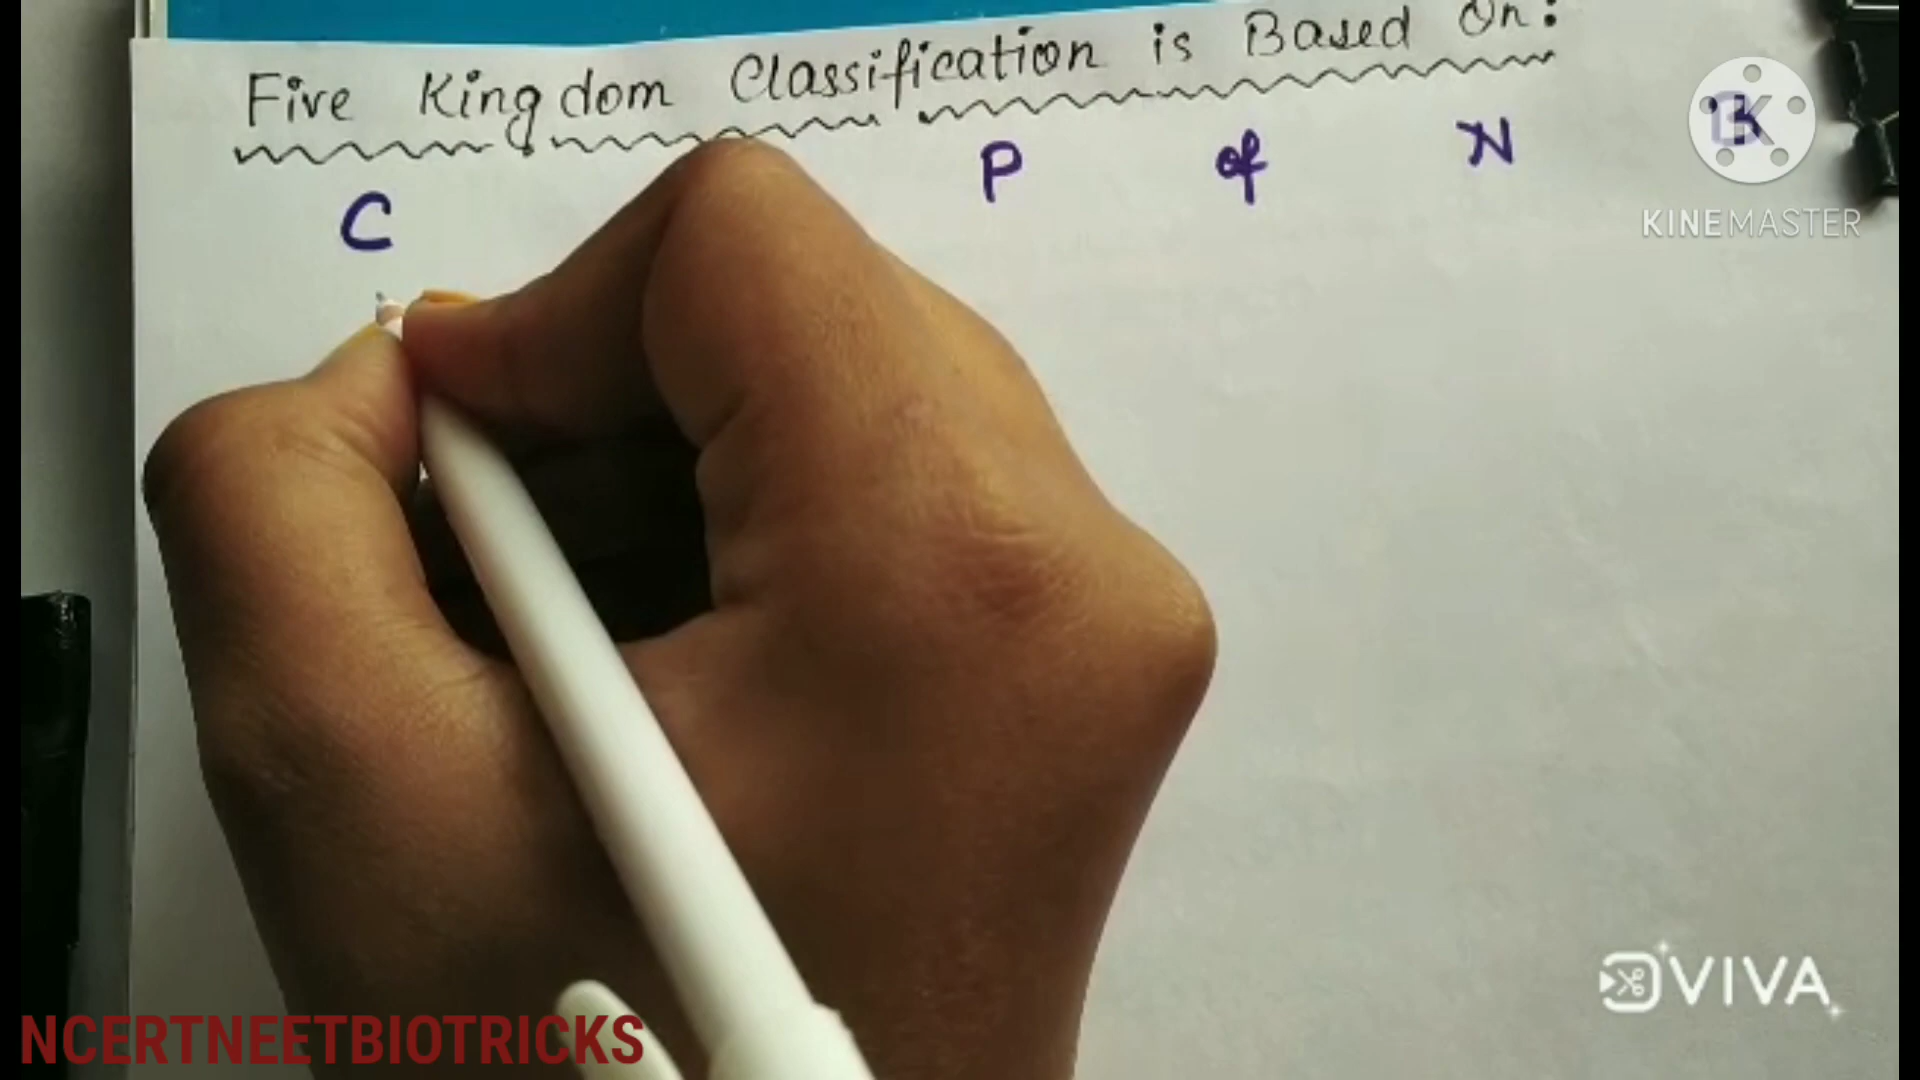 Five Kingdom Classification is Based On:
C P of N
KINEMASTER
VIVA
NCERTNEETBIOTRICKS